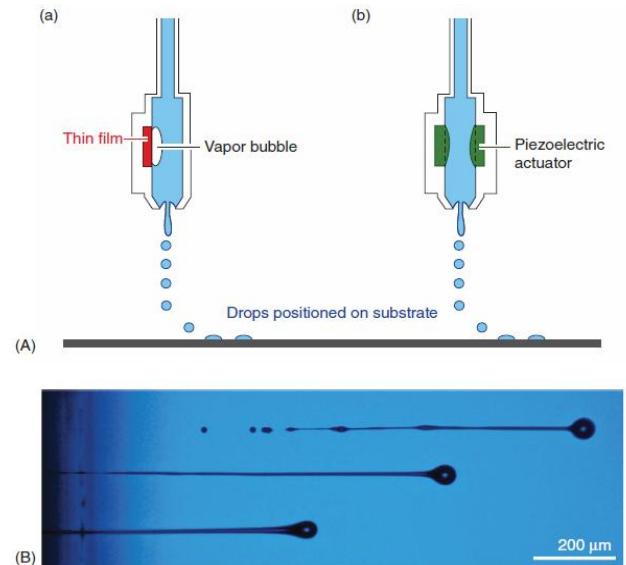 (a)
(b)
Thin film
Vapor bubble
Piezoelectric
actuator
Drops positioned on substrate
(A)
200 µm
(B)